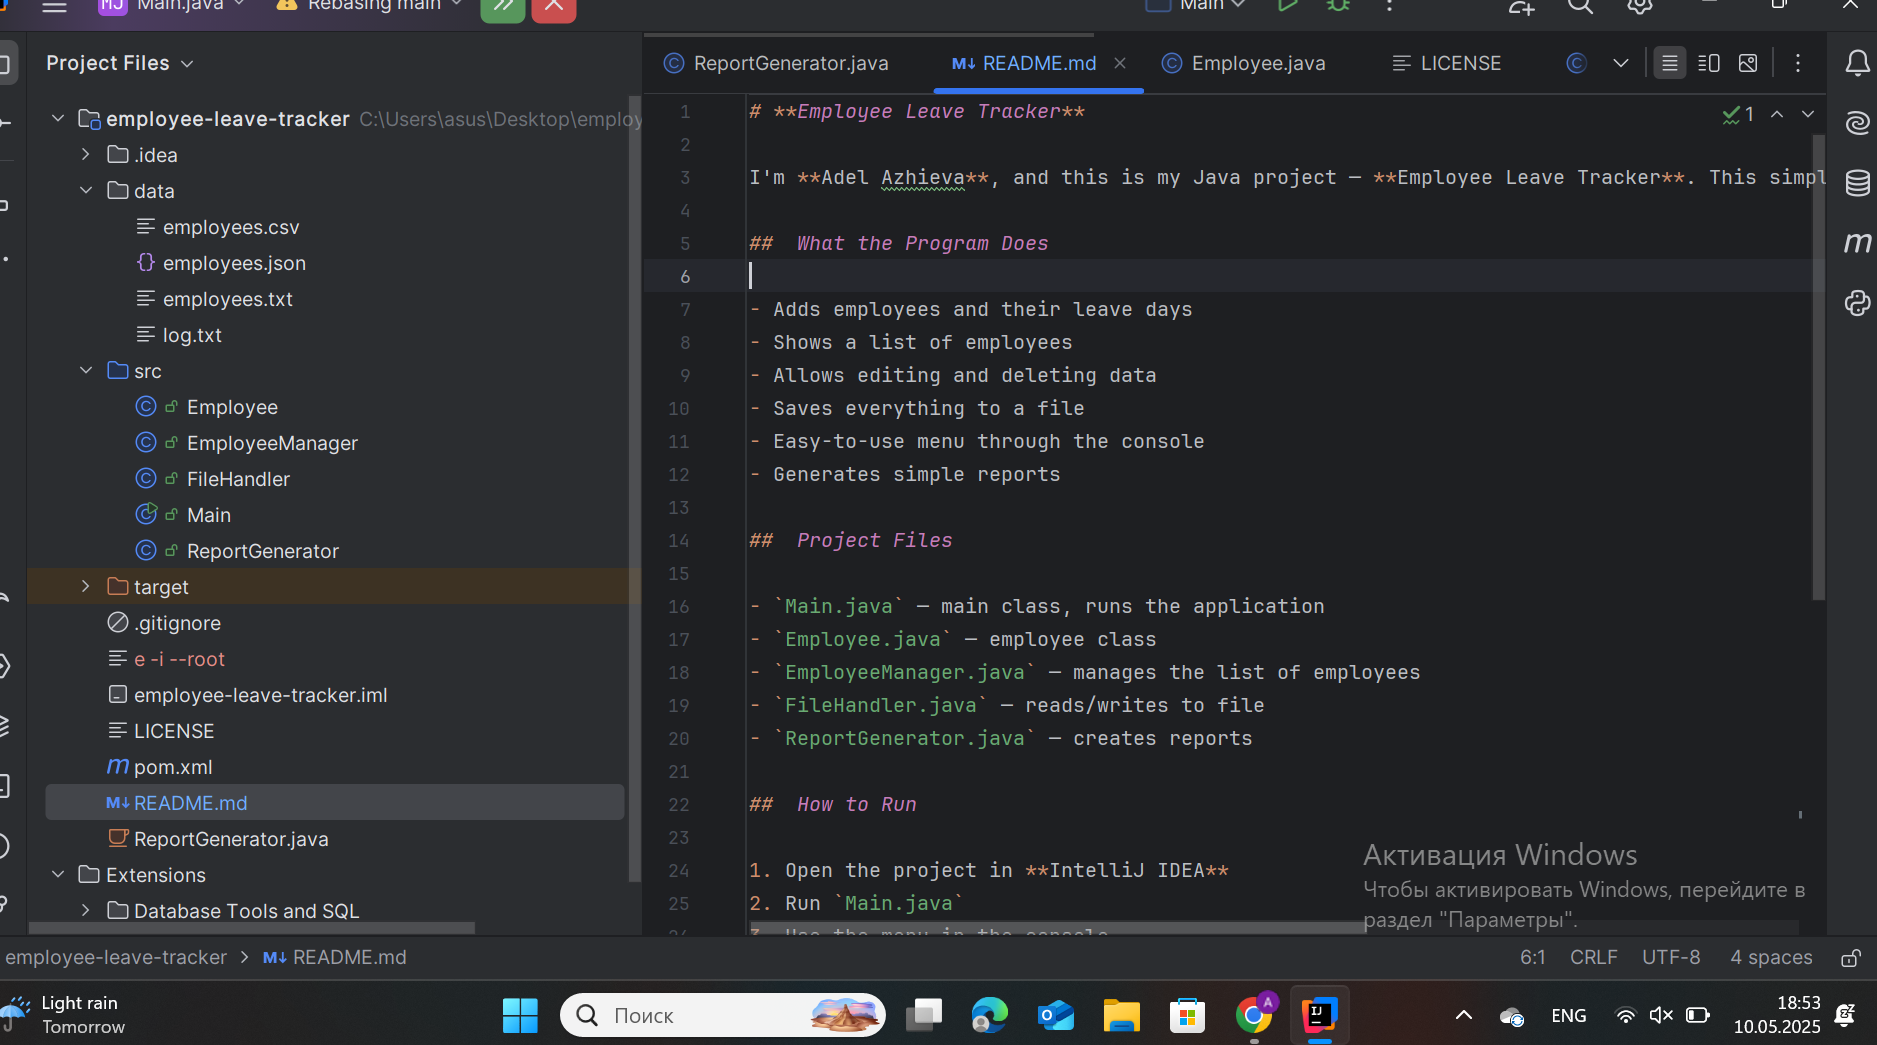 MJ Main.java
Rebasing main
Main
Project Files
ReportGenerator.java
M↓ README.md
Employee.java
LICENSE
employee-leave-tracker C:\Users\asus\Desktop\employ
.idea
data
employees.csv
employees.json
employees.txt
log.txt
src
Employee
EmployeeManager
FileHandler
Main
ReportGenerator
target
.gitignore
e -i --root
employee-leave-tracker.iml
LICENSE
m pom.xml
M↓ README.md
ReportGenerator.java
Extensions
Database Tools and SQL
1 # **Employee Leave Tracker**
1
2
3 I'm **Adel Azhieva**, and this is my Java project — **Employee Leave Tracker**. This simpl
4
5 ##  What the Program Does
6
7 - Adds employees and their leave days
8 - Shows a list of employees
9 - Allows editing and deleting data
10 - Saves everything to a file
11 - Easy-to-use menu through the console
12 - Generates simple reports
13
14 ##  Project Files
15
16 - `Main.java` — main class, runs the application
17 - `Employee.java` — employee class
18 - `EmployeeManager.java` — manages the list of employees
19 - `FileHandler.java` — reads/writes to file
20 - `ReportGenerator.java` — creates reports
21
22 ##  How to Run
23
24 1. Open the project in **IntelliJ IDEA**
25 2. Run `Main.java`
26 3. Use the menu in the console
Активация Windows
Чтобы активировать Windows, перейдите в
раздел "Параметры".
employee-leave-tracker > M↓ README.md
6:1 CRLF UTF-8 4 spaces
Light rain
Tomorrow
Поиск
A
IJ
ENG
18:53
10.05.2025